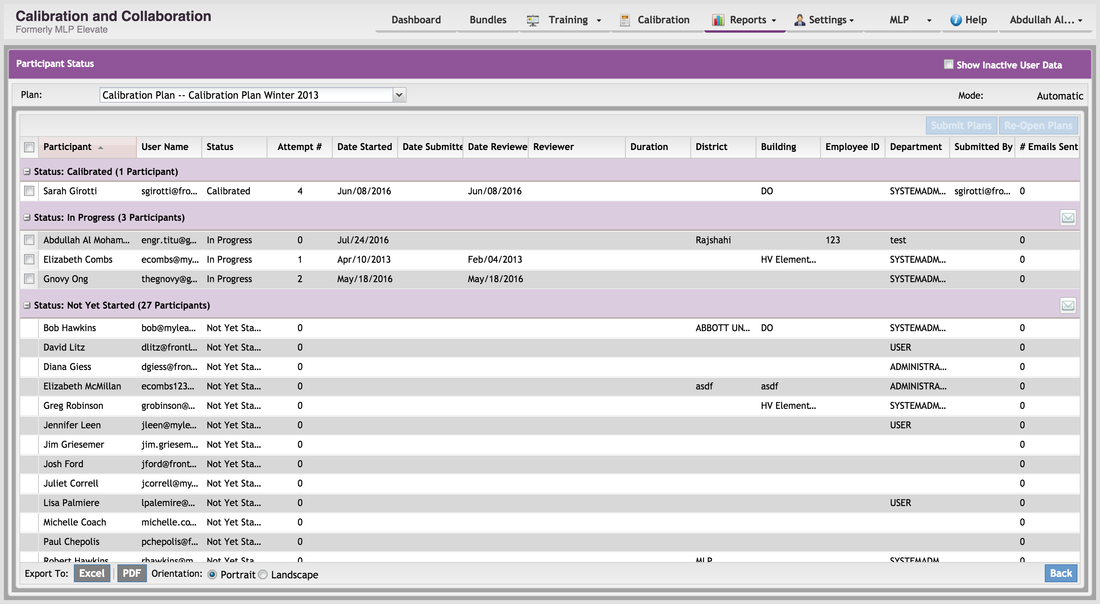 Calibration and Collaboration
Formerly MLP Elevate
Dashboard Bundles Training Calibration Reports Settings MLP Help Abdullah Al...
Participant Status Show Inactive User Data
Plan: Calibration Plan -- Calibration Plan Winter 2013 Mode: Automatic
Submit Plans Re-Open Plans
Participant User Name Status Attempt # Date Started Date Submitte Date Reviewe Reviewer Duration District Building Employee ID Department Submitted By # Emails Sent
Status: Calibrated (1 Participant)
Sarah Girotti sgirotti@fro... Calibrated 4 Jun/08/2016 Jun/08/2016 DO SYSTEMADM... sgirotti@fro... 0
Status: In Progress (3 Participants)
Abdullah Al Moham... engr.titu@g... In Progress 0 Jul/24/2016 Rajshahi 123 test 0
Elizabeth Combs ecombs@my... In Progress 1 Apr/10/2013 Feb/04/2013 HV Element... SYSTEMADM... 0
Gnovy Ong thegnovy@g... In Progress 2 May/18/2016 May/18/2016 SYSTEMADM... 0
Status: Not Yet Started (27 Participants)
Bob Hawkins bob@mylea... Not Yet Sta... 0 ABBOTT UN... DO SYSTEMADM... 0
David Litz dlitz@frontl... Not Yet Sta... 0 USER 0
Diana Giess dgiess@fron... Not Yet Sta... 0 ADMINISTRA... 0
Elizabeth McMillan ecombs123... Not Yet Sta... 0 asdf asdf ADMINISTRA... 0
Greg Robinson grobinson@... Not Yet Sta... 0 HV Element... SYSTEMADM... 0
Jennifer Leen jleen@myle... Not Yet Sta... 0 USER 0
Jim Griesemer jim.griesem... Not Yet Sta... 0 0
Josh Ford jford@front... Not Yet Sta... 0 0
Juliet Correll jcorrell@my... Not Yet Sta... 0 0
Lisa Palmiere lpalemire@... Not Yet Sta... 0 USER 0
Michelle Coach michelle.co... Not Yet Sta... 0 0
Paul Chepolis pchepolis@f... Not Yet Sta... 0 0
Robert Hawkins rhawkins@m... Not Yet Sta... 0 MLP SYSTEMADM... 0
Export To: Excel PDF Orientation: Portrait Landscape Back